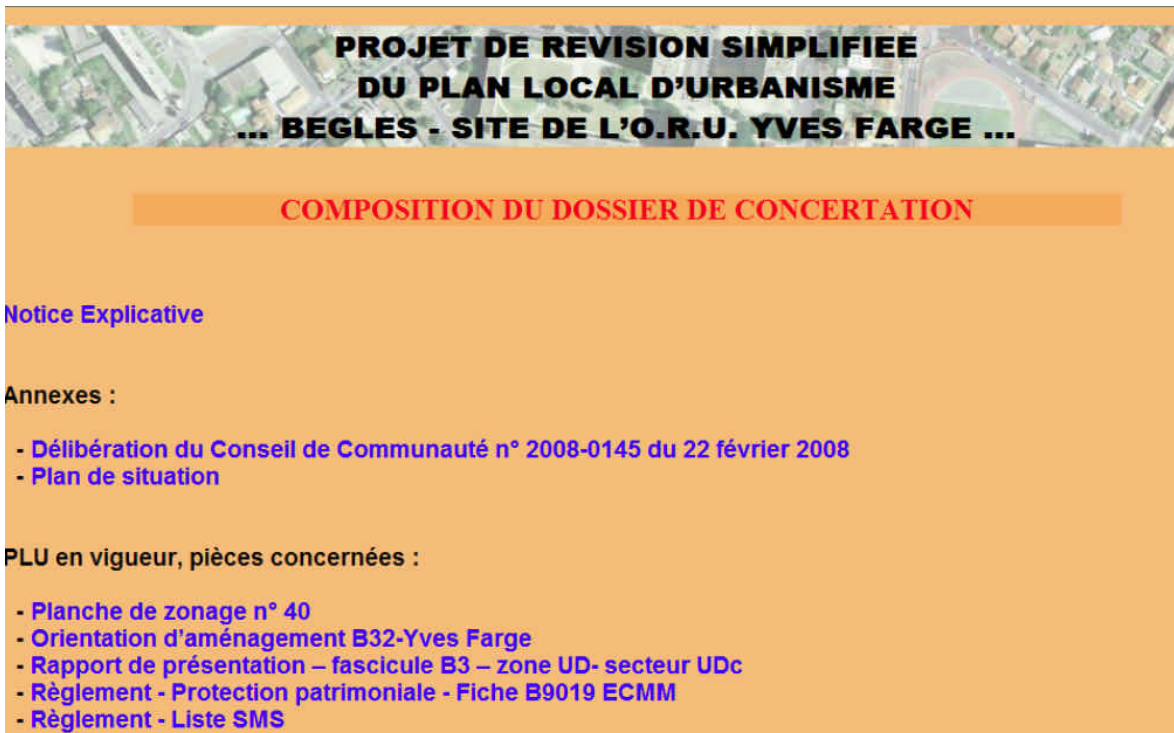 PROJET DE REVISION SIMPLIFIEE
DU PLAN LOCAL D'URBANISME
... BEGLES - SITE DE L'O.R.U. YVES FARGE ...
COMPOSITION DU DOSSIER DE CONCERTATION
Notice Explicative
Annexes :
- Délibération du Conseil de Communauté n° 2008-0145 du 22 février 2008
- Plan de situation
PLU en vigueur, pièces concernées :
- Planche de zonage n° 40
- Orientation d'aménagement B32-Yves Farge
- Rapport de présentation – fascicule B3 – zone UD- secteur UDc
- Règlement - Protection patrimoniale - Fiche B9019 ECMM
- Règlement - Liste SMS